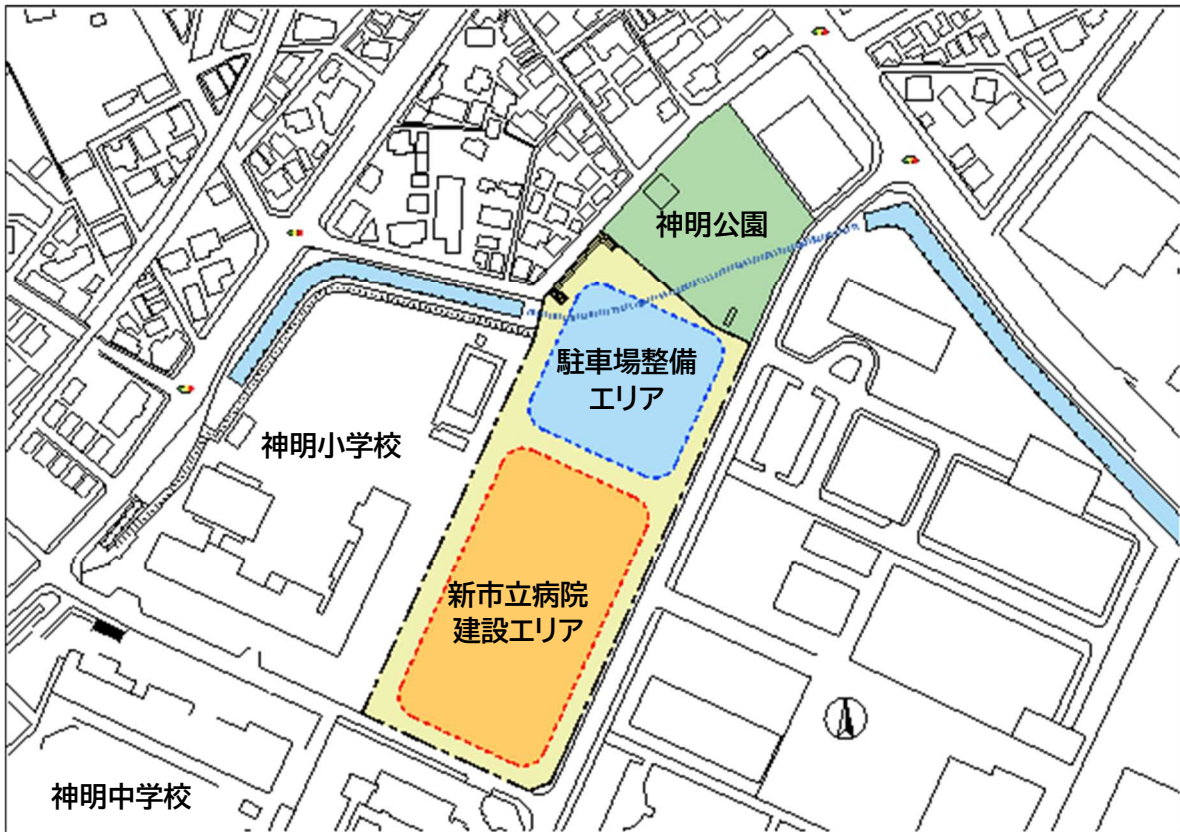 神明公園
駐車場整備
エリア
神明小学校
新市立病院
建設エリア
神明中学校